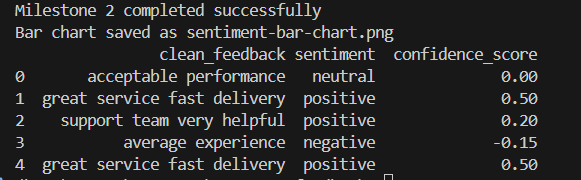 Milestone 2 completed successfully
Bar chart saved as sentiment-bar-chart.png
clean_feedback sentiment confidence_score
0 acceptable performance neutral 0.00
1 great service fast delivery positive 0.50
2 support team very helpful positive 0.20
3 average experience negative -0.15
4 great service fast delivery positive 0.50